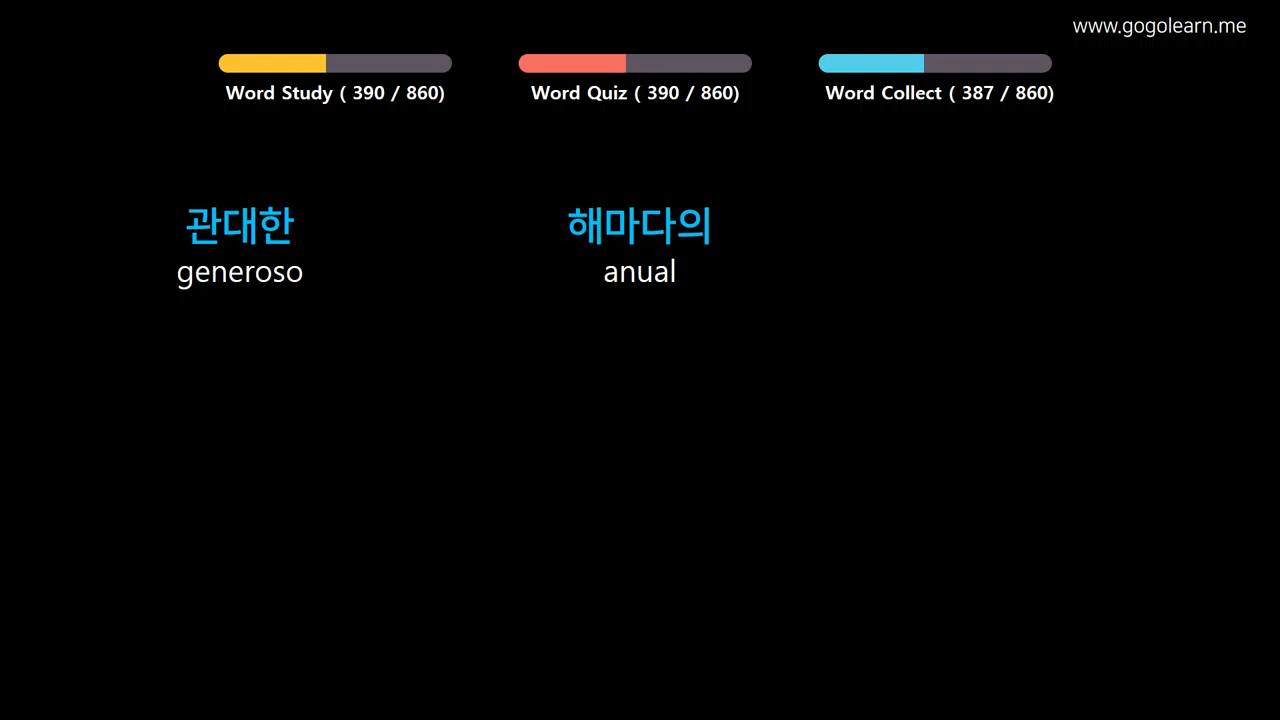 www.gogolearn.me
Word Study ( 390 / 860)
Word Quiz ( 390 / 860)
Word Collect ( 387 / 860)
관대한
generoso
해마다의
anual